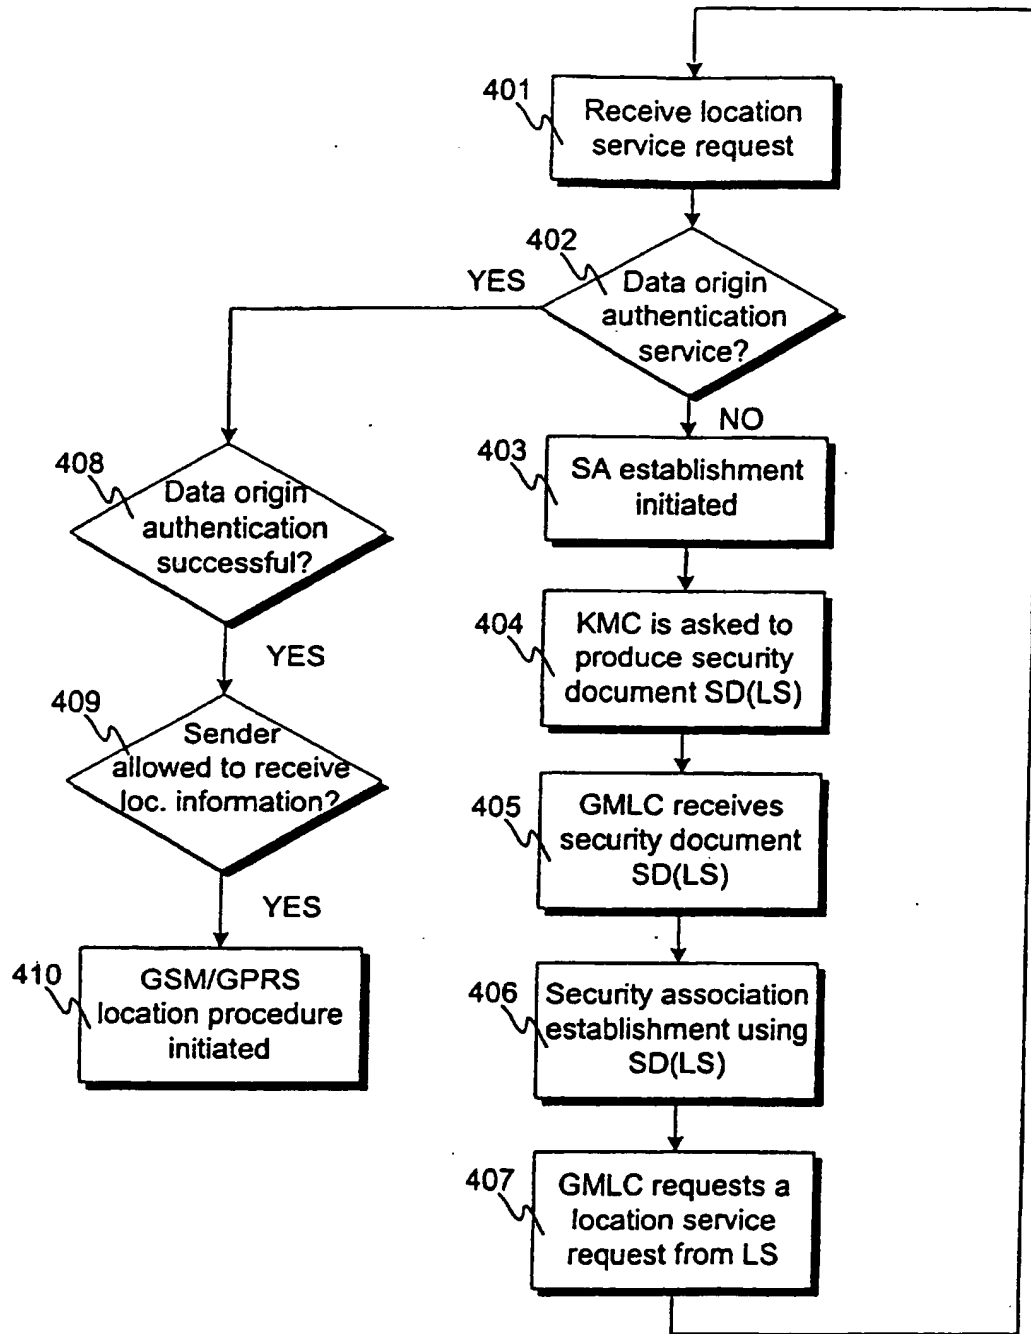 401
Receive location
service request
402
YES
Data origin
authentication
service?
NO
403
SA establishment
initiated
404
KMC is asked to
produce security
document SD(LS)
405
GMLC receives
security document
SD(LS)
406
Security association
establishment using
SD(LS)
407
GMLC requests a
location service
request from LS
408
Data origin
authentication
successful?
YES
409
Sender
allowed to receive
loc. information?
YES
410
GSM/GPRS
location procedure
initiated